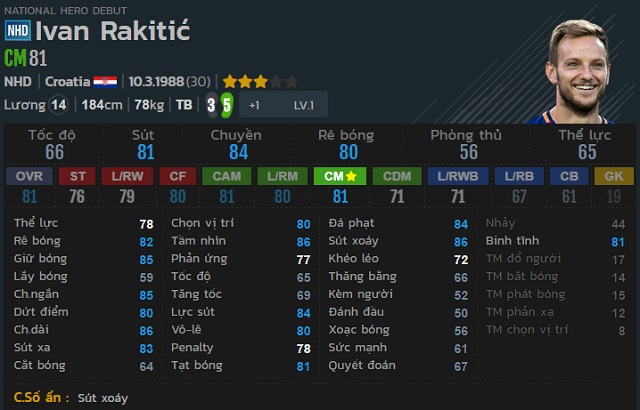 NATIONAL HERO DEBUT
NHD Ivan Rakitić
CM 81
NHD Croatia 10.3.1988 (30)
Lương 14 184cm 78kg TB 3 5 +1 LV.1
Tốc độ Sút Chuyền Rê bóng Phòng thủ Thể lực
66 81 84 80 56 65
OVR ST L/RW CF CAM L/RM CM CDM L/RWB L/RB CB GK
81 76 79 80 81 80 81 71 71 67 61 19
Thể lực 78 Chọn vị trí 80 Đá phạt 84 Nhảy 44
Rê bóng 82 Tầm nhìn 86 Sút xoáy 86 Bình tĩnh 81
Giữ bóng 85 Phản ứng 77 Khéo léo 72 TM đổ người 17
Lấy bóng 59 Tốc độ 65 Thăng bằng 66 TM bắt bóng 14
Ch.ngắn 85 Tăng tốc 69 Kèm người 52 TM phát bóng 15
Dứt điểm 80 Lực sút 84 Đánh đầu 50 TM phản xạ 12
Ch.dài 86 Vô-lê 80 Xoạc bóng 56 TM chọn vị trí 8
Sút xa 83 Penalty 78 Sức mạnh 61
Cắt bóng 64 Tạt bóng 81 Quyết đoán 67
C.Số ẩn : Sút xoáy